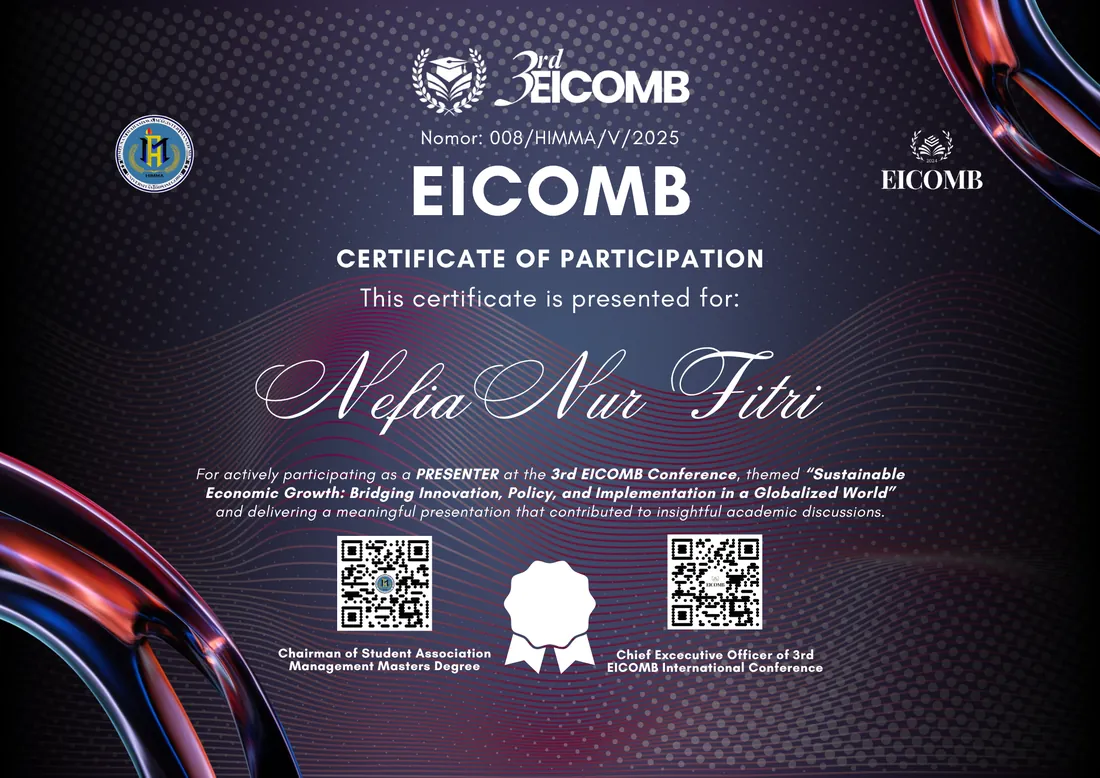 3rd EICOMB
Nomor: 008/HIMMA/V/2025
HIMMA
2024
EICOMB
EICOMB
CERTIFICATE OF PARTICIPATION
This certificate is presented for:
Nefia Nur Fitri
For actively participating as a PRESENTER at the 3rd EICOMB Conference, themed “Sustainable
Economic Growth: Bridging Innovation, Policy, and Implementation in a Globalized World”
and delivering a meaningful presentation that contributed to insightful academic discussions.
EICOMB
Chairman of Student Association
Management Masters Degree
Chief Excecutive Officer of 3rd
EICOMB International Conference